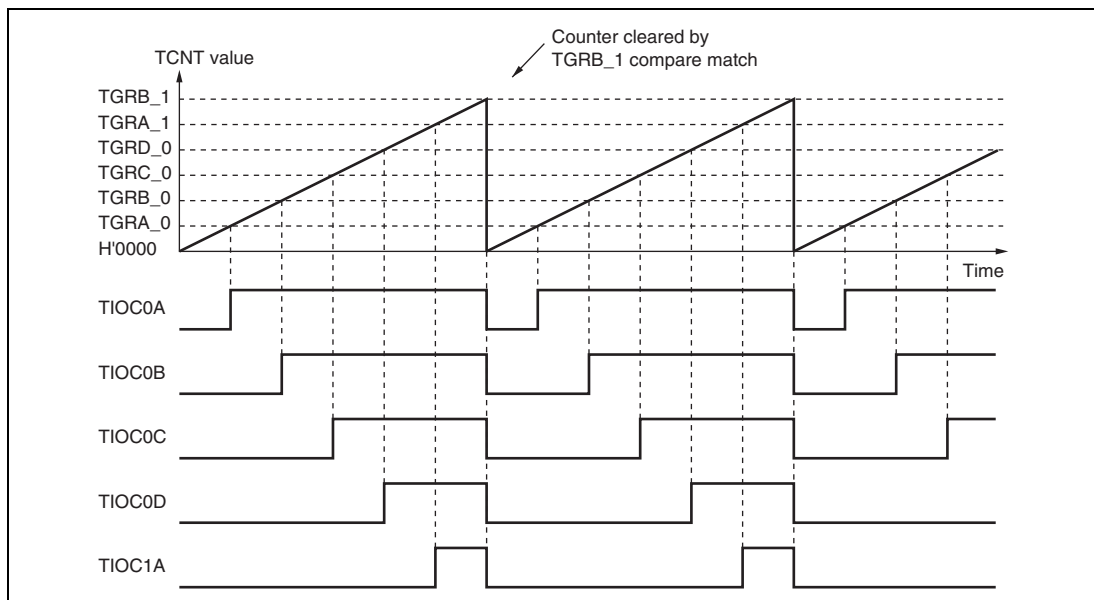 Counter cleared by
TGRB_1 compare match
TCNT value
TGRB_1
TGRA_1
TGRD_0
TGRC_0
TGRB_0
TGRA_0
H'0000
Time
TIOC0A
TIOC0B
TIOC0C
TIOC0D
TIOC1A